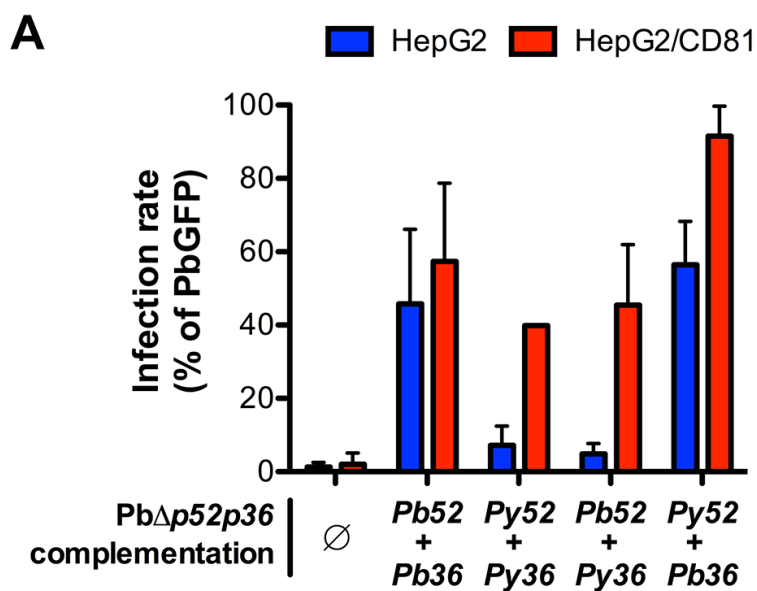 A
HepG2 HepG2/CD81
Infection rate
(% of PbGFP)
100
80
60
40
20
0
PbΔp52p36
complementation
∅
Pb52 Py52 Pb52 Py52
+ + + +
Pb36 Py36 Py36 Pb36